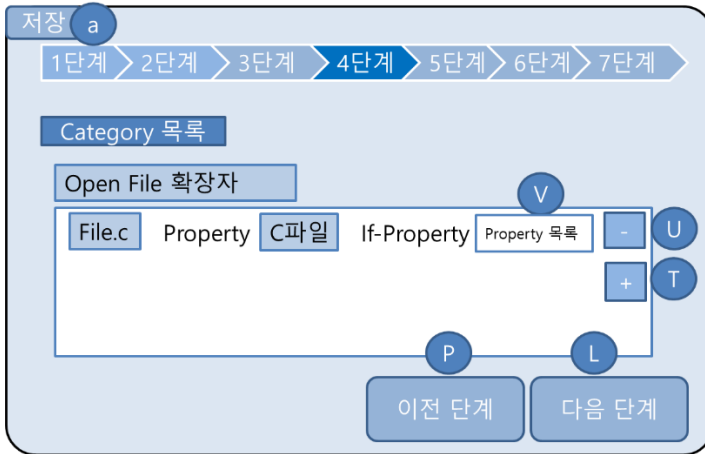 저장 a
1단계 2단계 3단계 4단계 5단계 6단계 7단계
Category 목록
Open File 확장자
V
File.c Property C파일 If-Property Property 목록 - U
+ T
P L
이전 단계 다음 단계